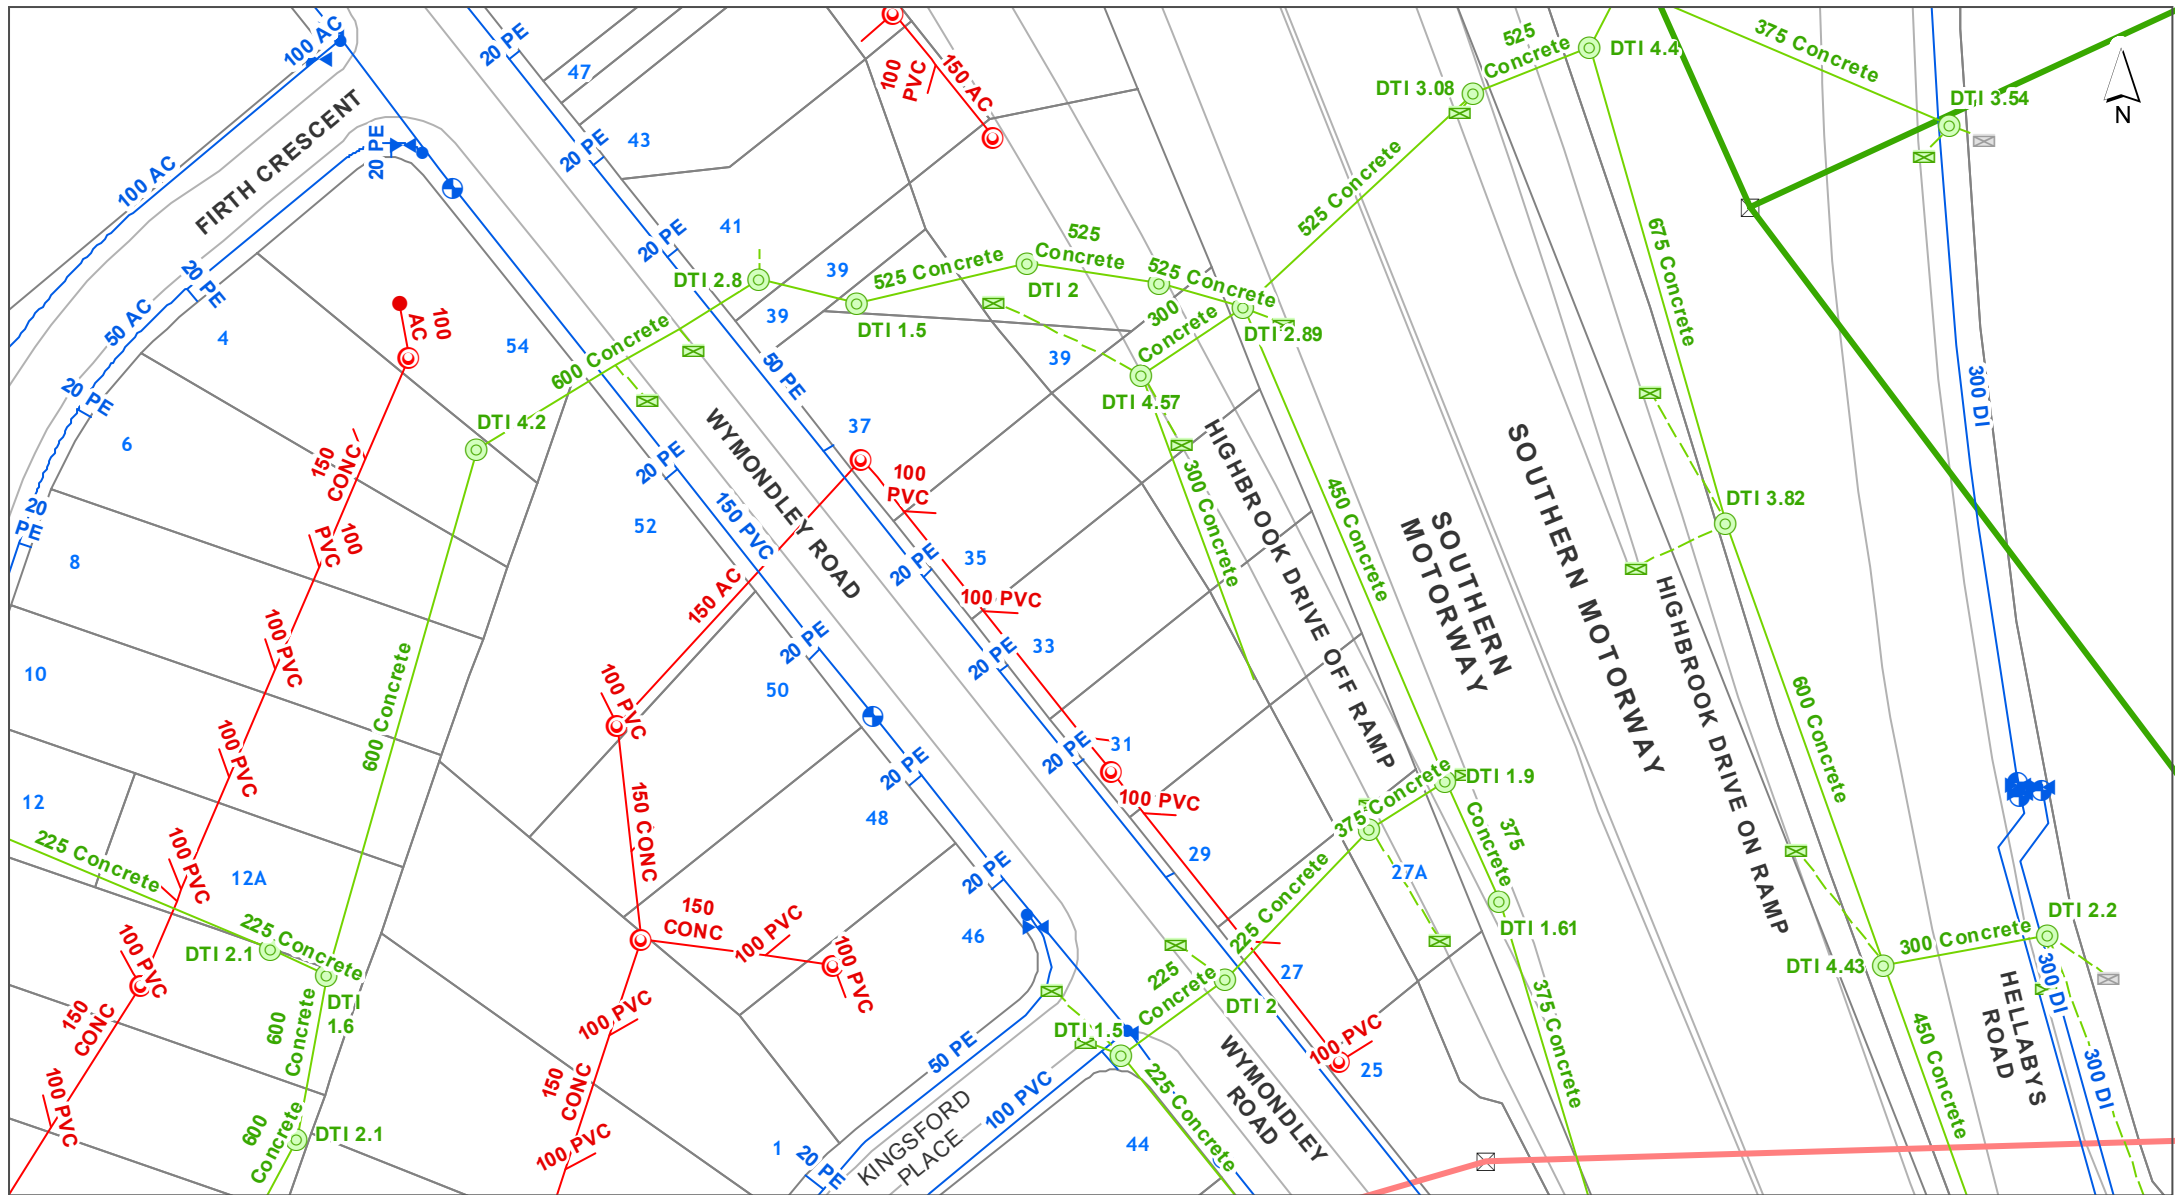 100 AC
20 PE
47
100 PVC
150 AC
525 Concrete
DTI 4.4
375 Concrete
DTI 3.54
DTI 3.08
N
FIRTH CRESCENT
100 AC
20 PE
20 PE
43
525 Concrete
41
20 PE
39
525 Concrete
525 Concrete
525 Concrete
DTI 2.8
DTI 2
DTI 1.5
39
300 Concrete
DTI 2.89
39
675 Concrete
20 PE
50 AC
4
100 AC
54
600 Concrete
50 PE
DTI 4.57
300 DI
20 PE
6
DTI 4.2
WYMONDLEY ROAD
37
HIGHBROOK DRIVE OFF RAMP
SOUTHERN MOTORWAY
150 CONC
20 PE
100 PVC
300 Concrete
450 Concrete
SOUTHERN
MOTORWAY
DTI 3.82
20 PE
8
100 PVC
52
150 PVC
35
20 PE
HIGHBROOK DRIVE ON RAMP
150 AC
100 PVC
33
20 PE
100 PVC
10
600 Concrete
100 PVC
20 PE
50
600 Concrete
100 PVC
31
20 PE
20 PE
DTI 1.9
375 Concrete
12
150 CONC
48
100 PVC
29
375 Concrete
225 Concrete
100 PVC
12A
20 PE
27A
225 Concrete
DTI 2.1
225 Concrete
150 CONC
100 PVC
46
DTI 1.61
DTI 2.2
300 Concrete
DTI 4.43
100 PVC
100 PVC
27
225 Concrete
DTI 2
DTI 1.6
150 CONC
600 Concrete
100 PVC
DTI 1.5
375 Concrete
300 DI
HELLABYS
ROAD
450 Concrete
50 PE
100 PVC
25
150 CONC
100 PVC
225 Concrete
WYMONDLEY
ROAD
300 DI
100 PVC
600 Concrete
DTI 2.1
100 PVC
1
20 PE
KINGSFORD
PLACE
44